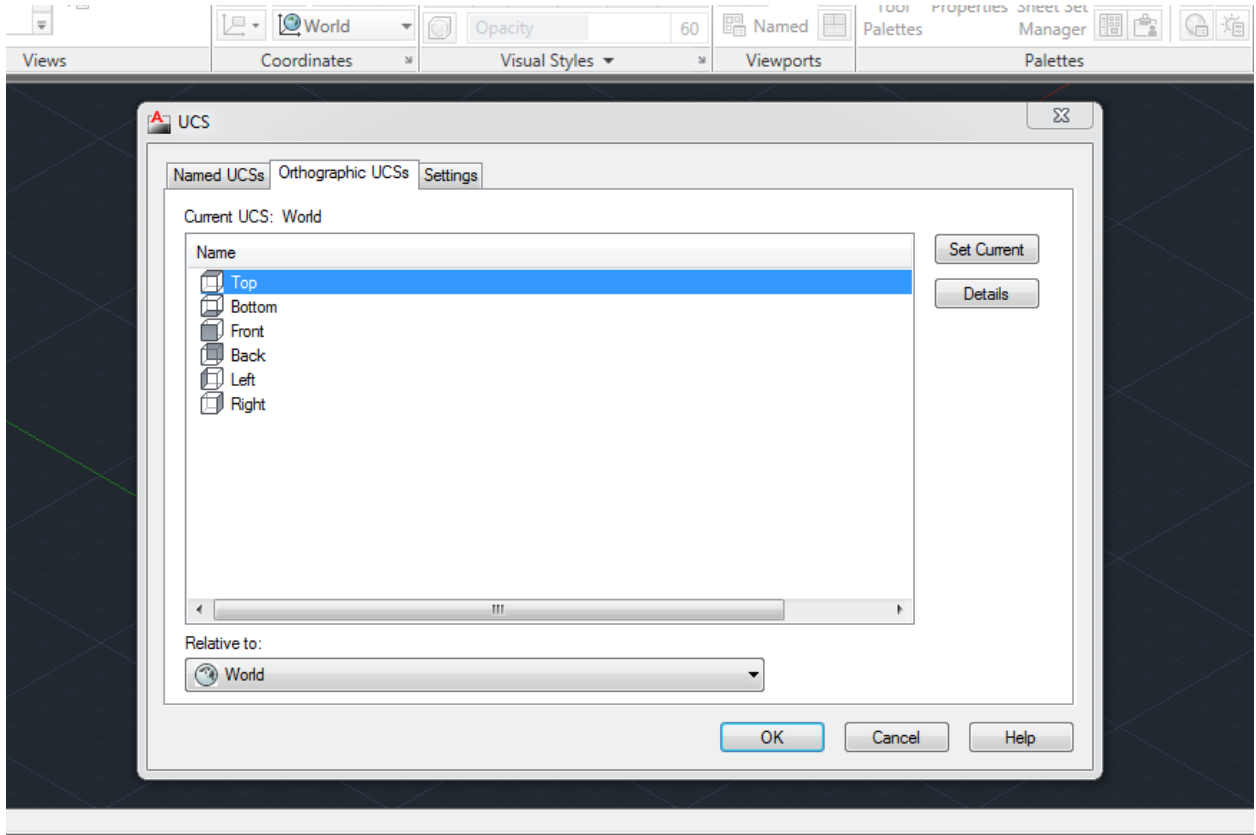 Tool Properties Sheet Set
World Opacity 60 Named Palettes Manager
Views Coordinates Visual Styles Viewports Palettes
UCS
Named UCSs Orthographic UCSs Settings
Current UCS: World
Name
Set Current
Top
Details
Bottom
Front
Back
Left
Right
Relative to:
World
OK Cancel Help